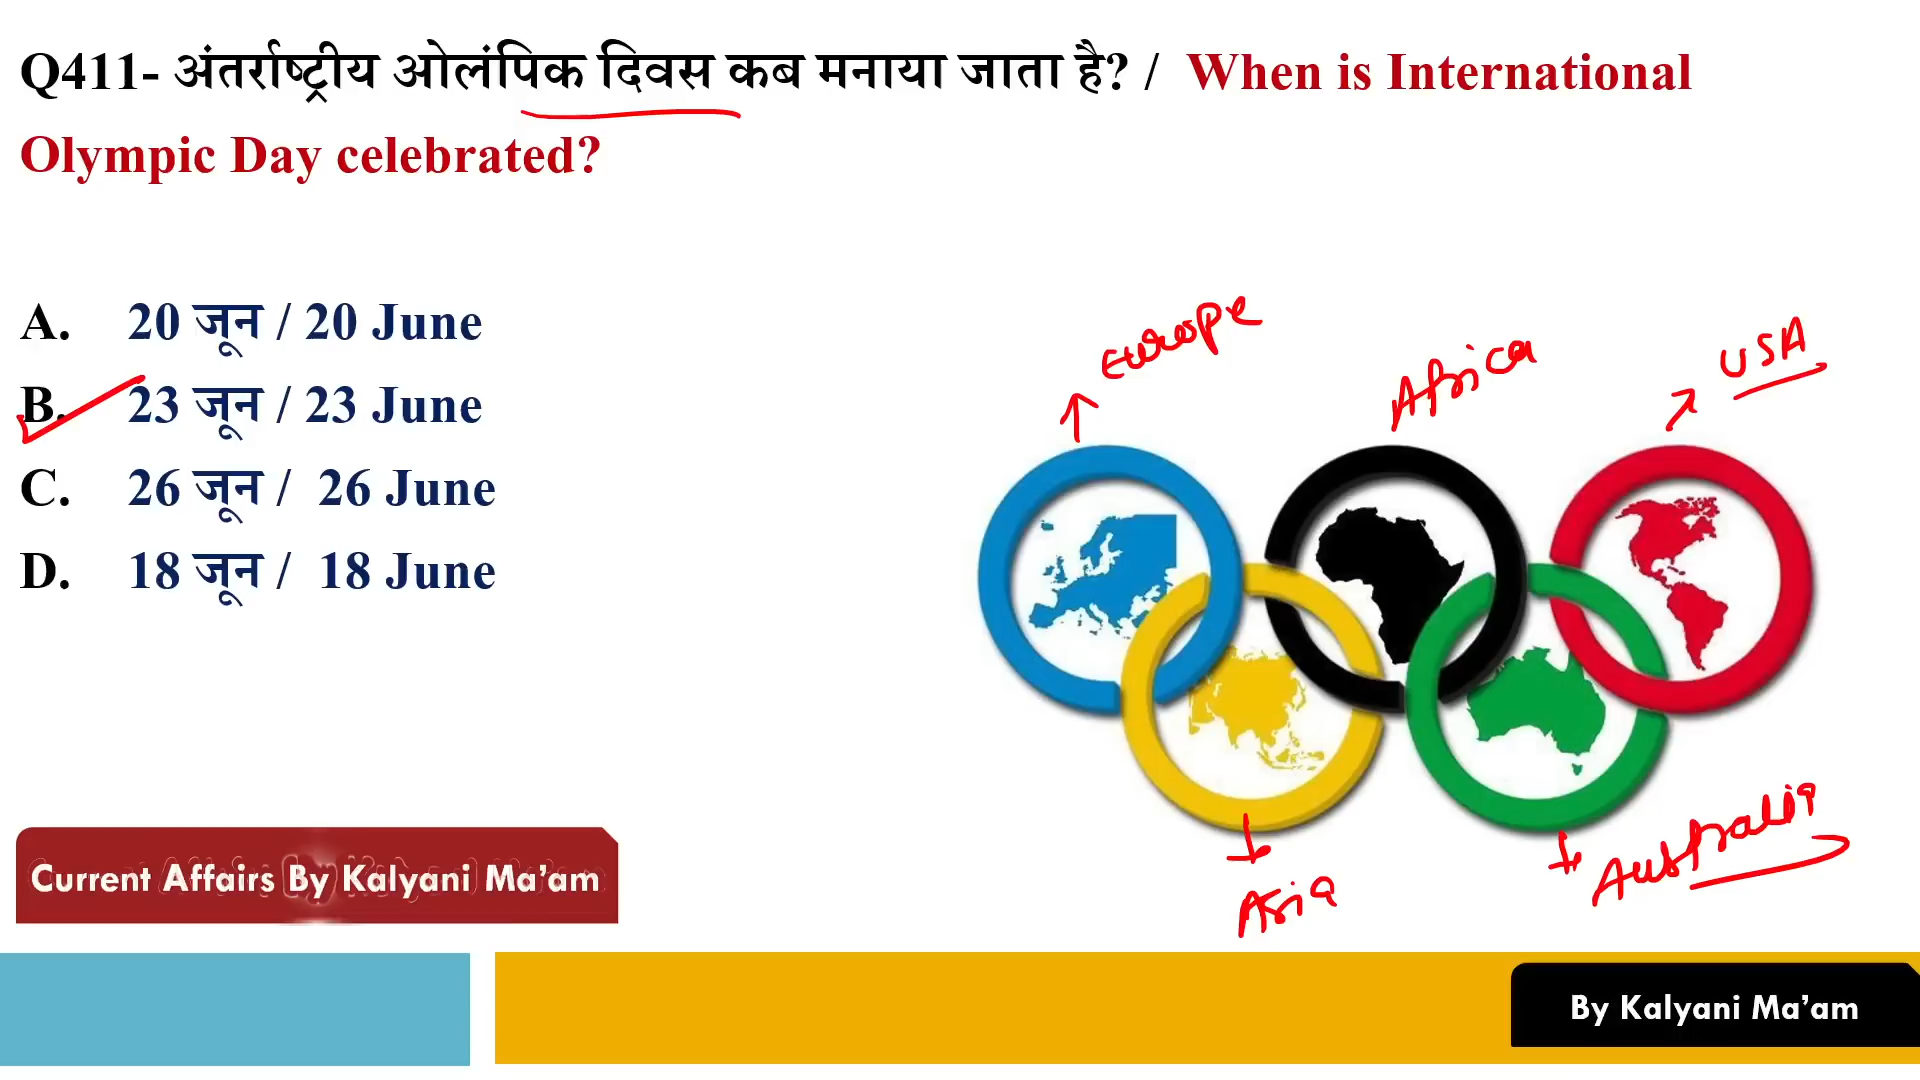 Q411- अंतर्राष्ट्रीय ओलंपिक दिवस कब मनाया जाता है? / When is International
Olympic Day celebrated?
A. 20 जून / 20 June
B. 23 जून / 23 June
C. 26 जून / 26 June
D. 18 जून / 18 June
Europe
Africa
USA
Asia
Australia
Current Affairs By Kalyani Ma’am
By Kalyani Ma’am